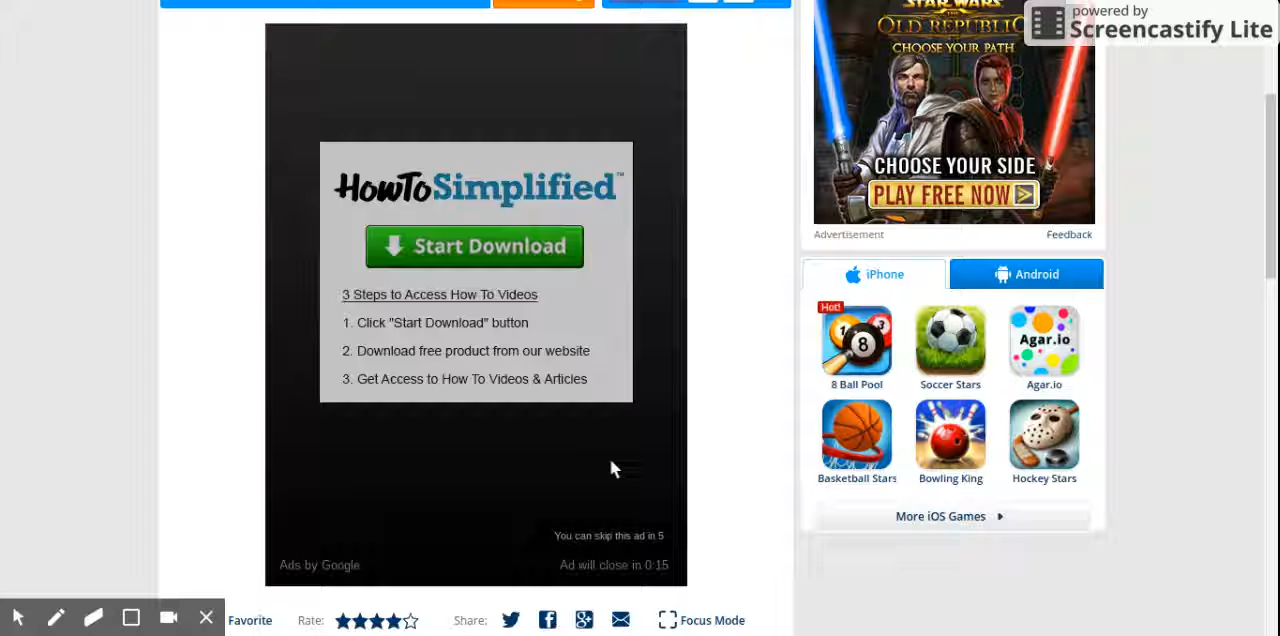 powered by
Screencastify Lite
STAR WARS
OLD REPUBLIC
CHOOSE YOUR PATH
CHOOSE YOUR SIDE
PLAY FREE NOW >
Advertisement
Feedback
HowToSimplified™
Start Download
3 Steps to Access How To Videos
1. Click "Start Download" button
2. Download free product from our website
3. Get Access to How To Videos & Articles
You can skip this ad in 5
Ads by Google
Ad will close in 0:15
iPhone
Android
Hot!
8 Ball Pool
Soccer Stars
Agar.io
Agar.io
Basketball Stars
Bowling King
Hockey Stars
More iOS Games
Favorite
Rate:
Share:
Focus Mode